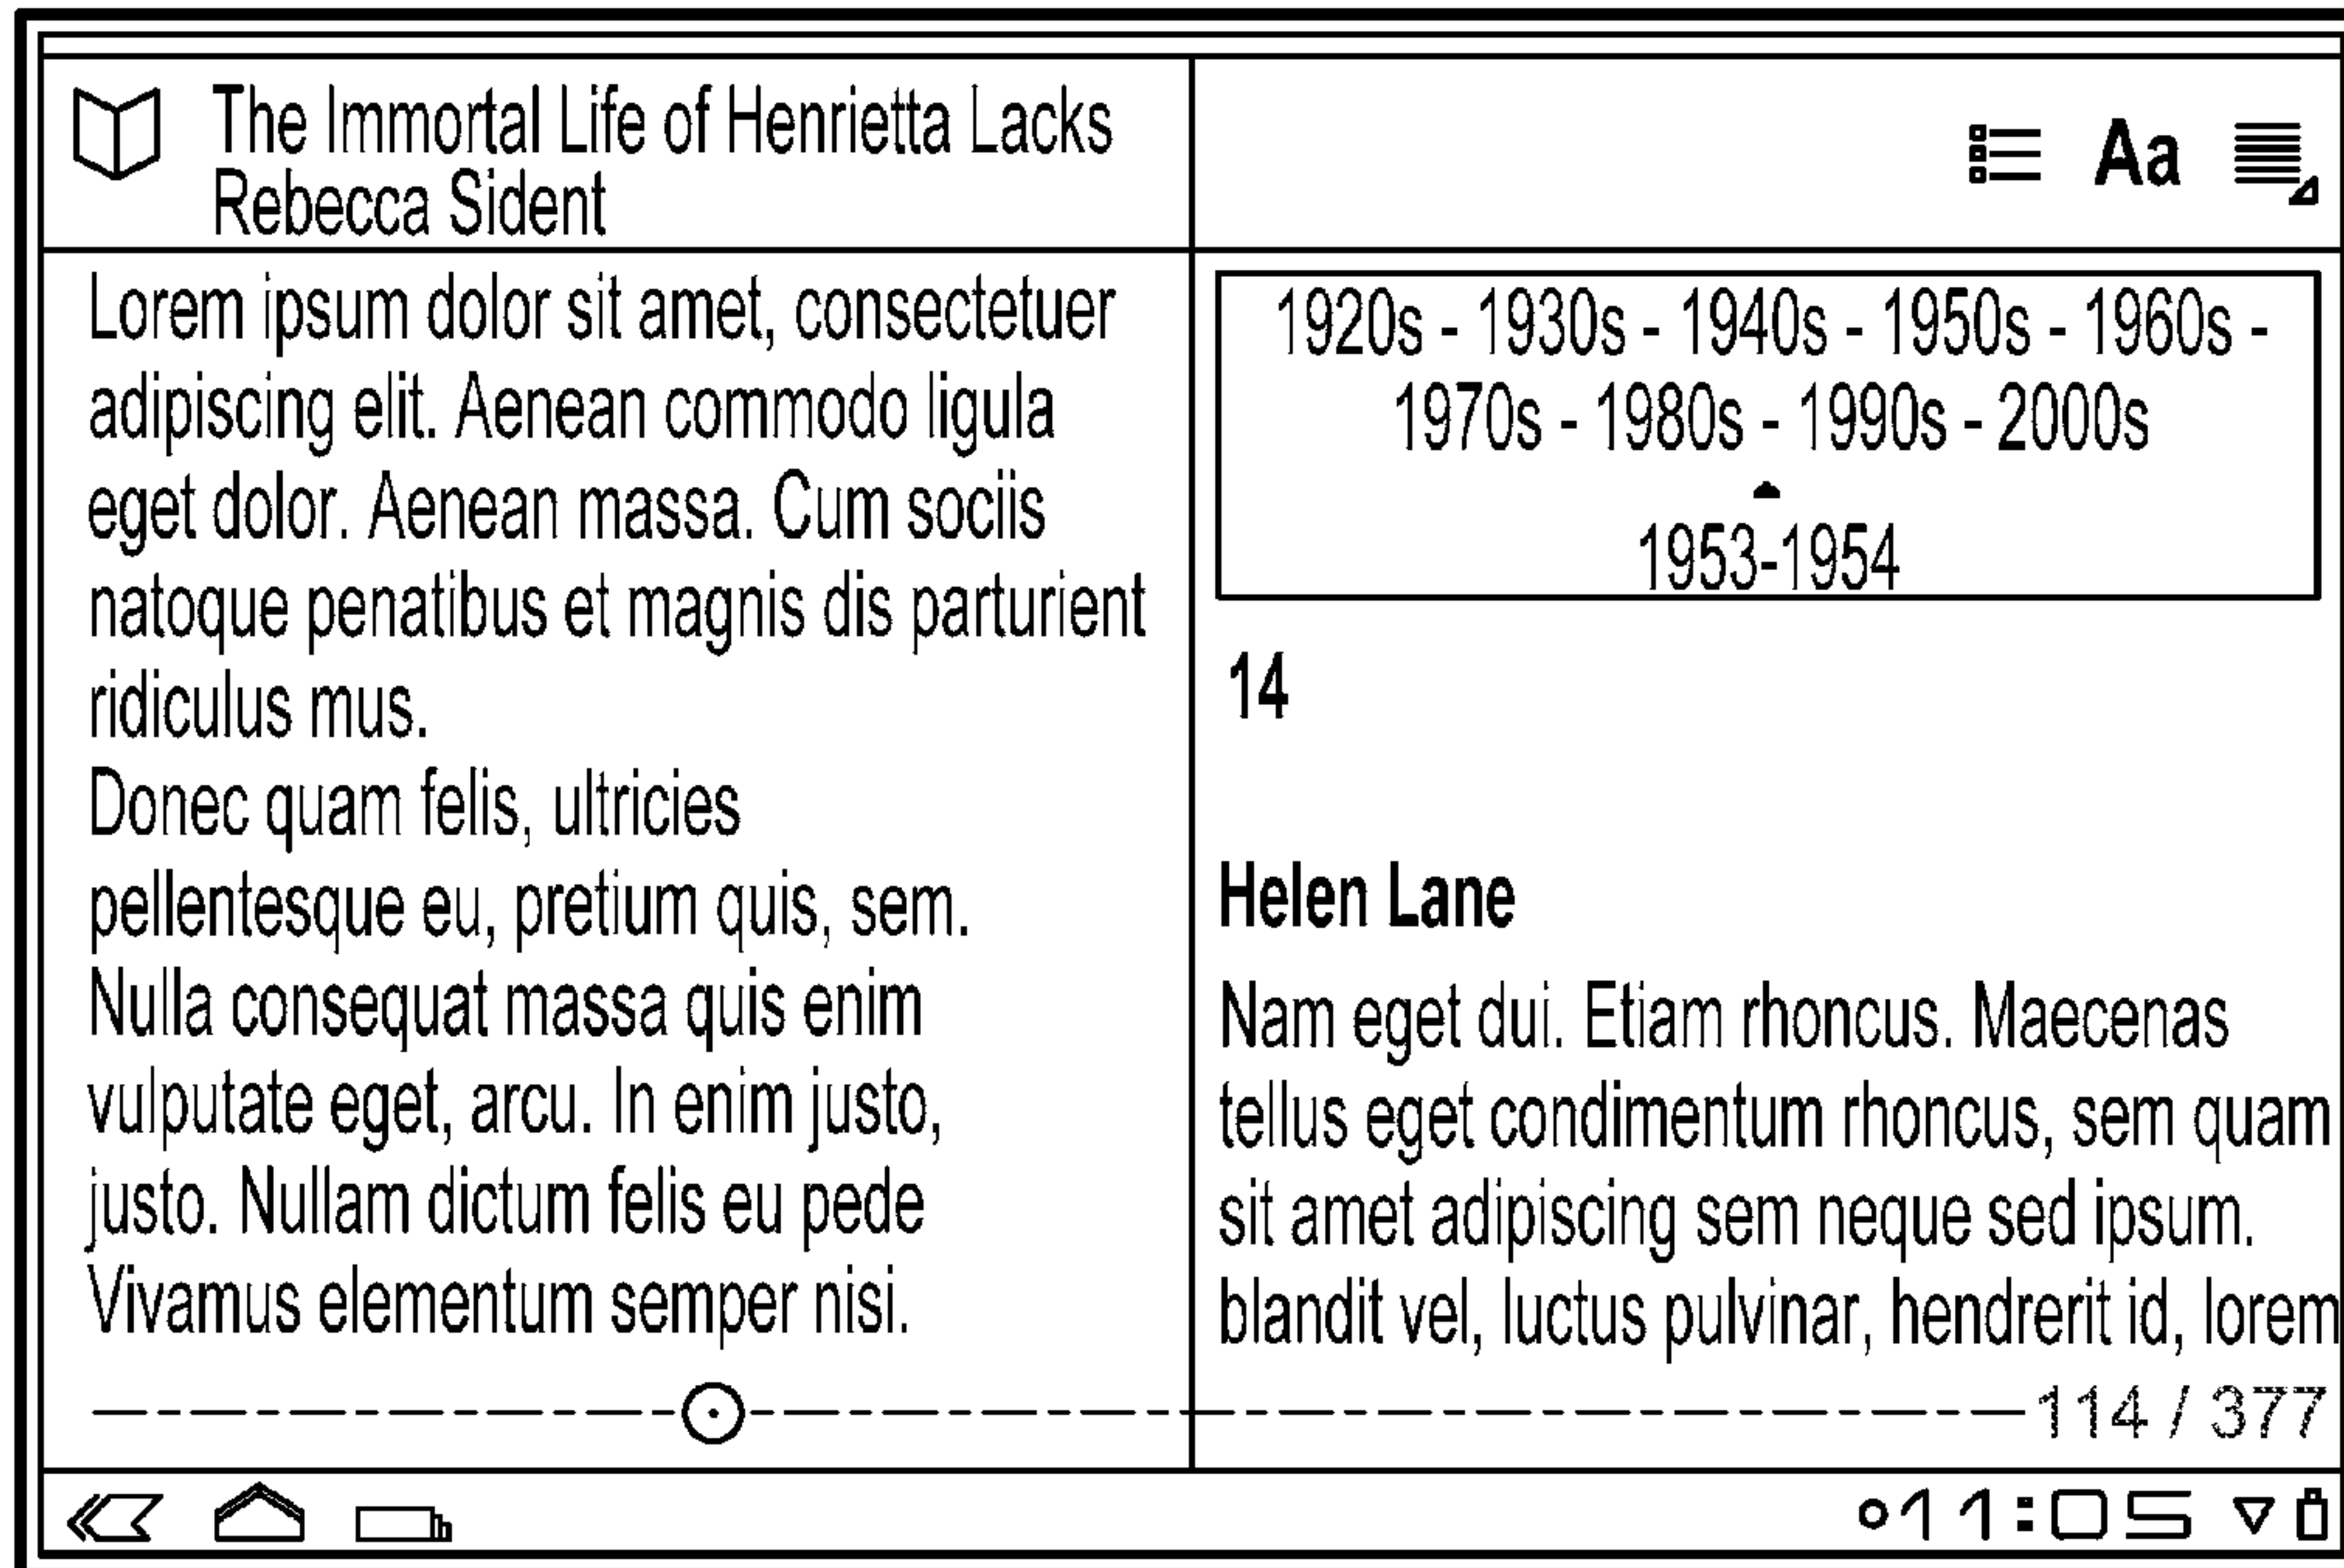 The Immortal Life of Henrietta Lacks
Rebecca Sident
Aa
Lorem ipsum dolor sit amet, consectetuer
adipiscing elit. Aenean commodo ligula
eget dolor. Aenean massa. Cum sociis
natoque penatibus et magnis dis parturient
ridiculus mus.
Donec quam felis, ultricies
pellentesque eu, pretium quis, sem.
Nulla consequat massa quis enim
vulputate eget, arcu. In enim justo,
justo. Nullam dictum felis eu pede
Vivamus elementum semper nisi.
1920s - 1930s - 1940s - 1950s - 1960s -
1970s - 1980s - 1990s - 2000s
1953-1954
14
Helen Lane
Nam eget dui. Etiam rhoncus. Maecenas
tellus eget condimentum rhoncus, sem quam
sit amet adipiscing sem neque sed ipsum.
blandit vel, luctus pulvinar, hendrerit id, lorem
114 / 377
11:05